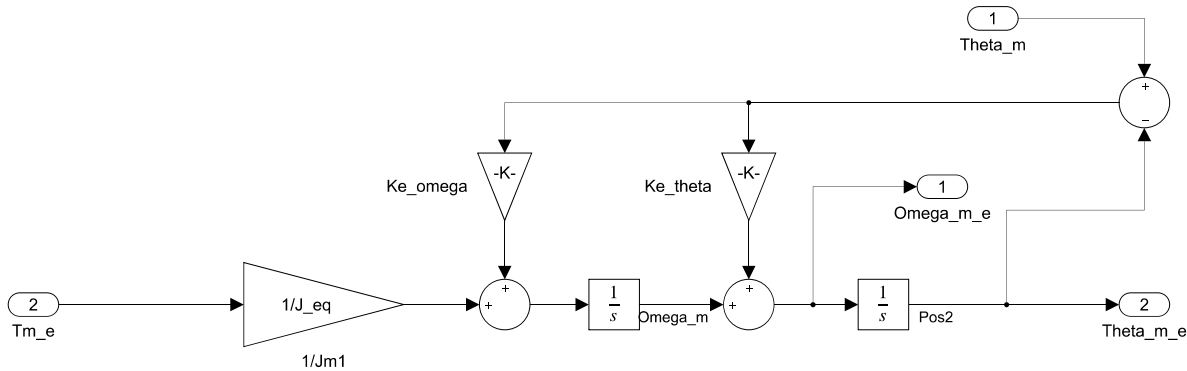 1
Theta_m
+
−
-K-
-K-
Ke_omega
Ke_theta
1
Omega_m_e
2
Tm_e
1/J_eq
1/Jm1
+
+
1
s
Omega_m
+
+
1
s
Pos2
2
Theta_m_e